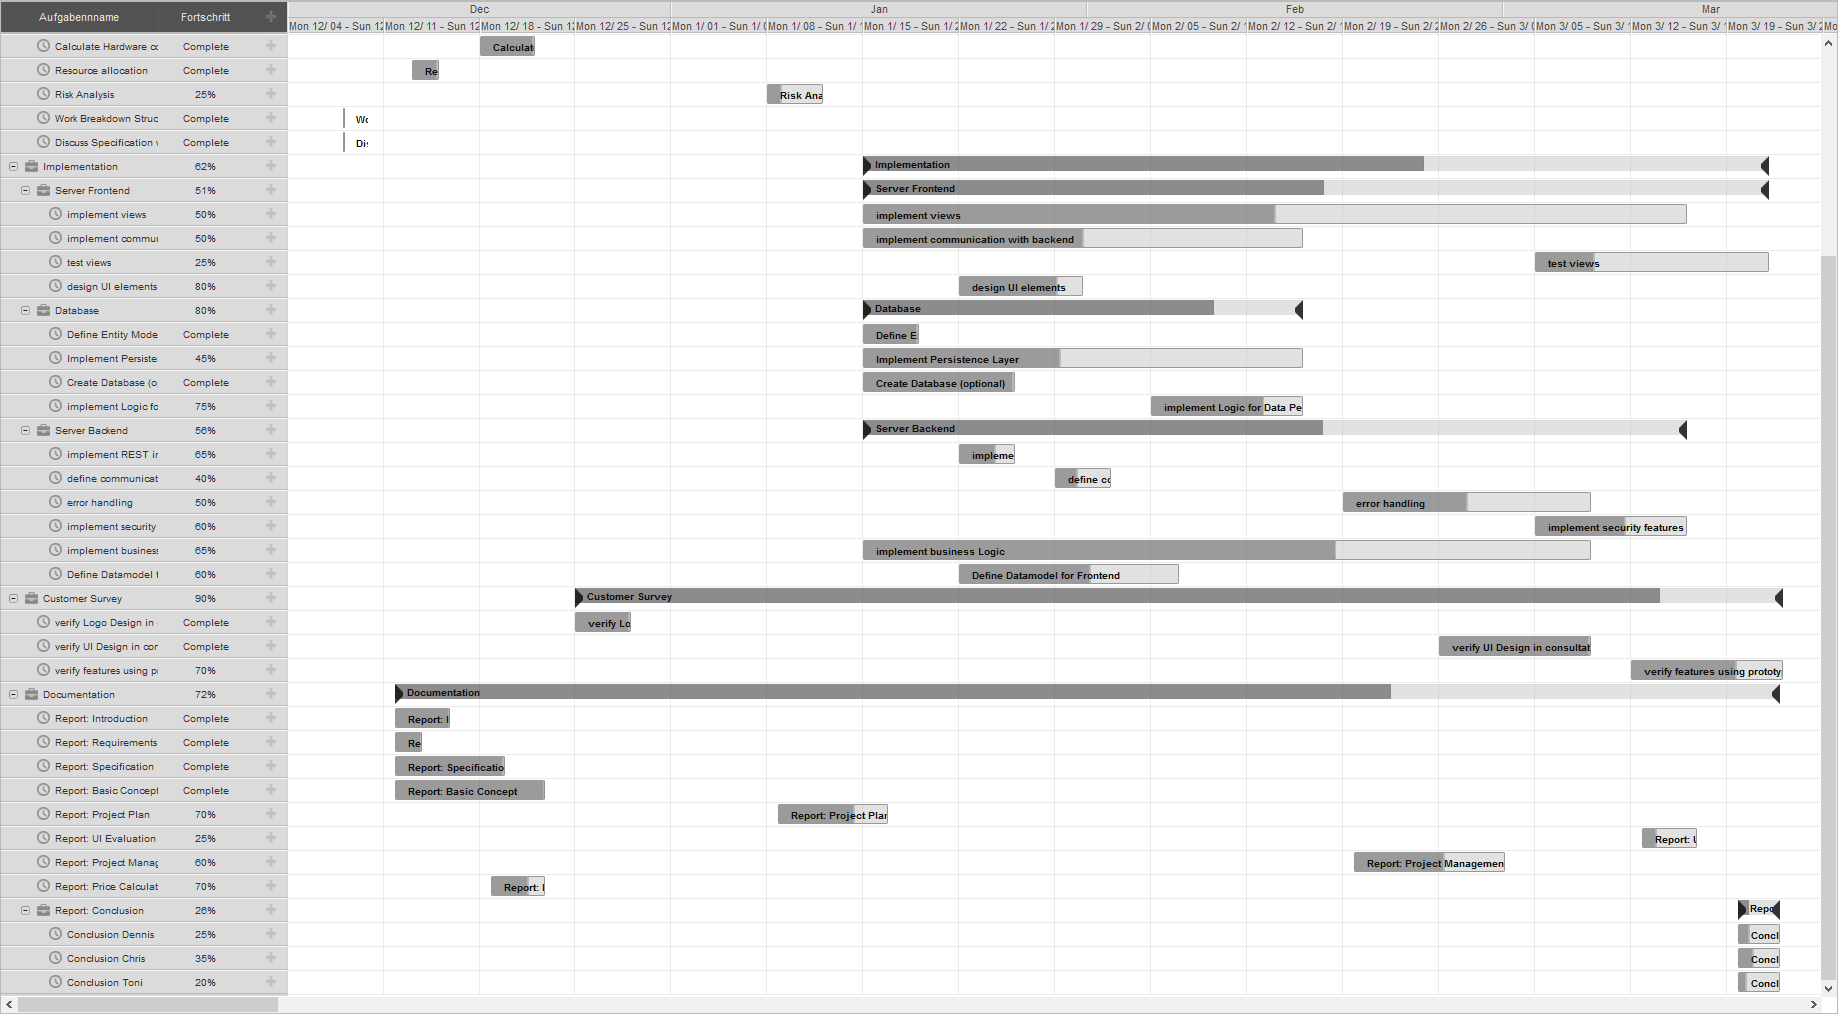 Aufgabennname Fortschritt Dec Jan Feb Mar
Mon 12/ 04 - Sun 12 Mon 12/ 11 - Sun 12 Mon 12/ 18 - Sun 12 Mon 12/ 25 - Sun 12 Mon 1/ 01 - Sun 1/ Mon 1/ 08 - Sun 1/ Mon 1/ 15 - Sun 1/ Mon 1/ 22 - Sun 1/ Mon 1/ 29 - Sun 2/ Mon 2/ 05 - Sun 2/ Mon 2/ 12 - Sun 2/ Mon 2/ 19 - Sun 2/ Mon 2/ 26 - Sun 3/ Mon 3/ 05 - Sun 3/ Mon 3/ 12 - Sun 3/ Mon 3/ 19 - Sun 3/ Mo
Calculate Hardware co Complete Calculat
Resource allocation Complete Re
Risk Analysis 25% Risk Ana
Work Breakdown Struc Complete Wo
Discuss Specification Complete Dis
Implementation 62% Implementation
Server Frontend 51% Server Frontend
implement views 50% implement views
implement commur 50% implement communication with backend
test views 25% test views
design UI elements 80% design UI elements
Database 80% Database
Define Entity Mode Complete Define E
Implement Persiste 45% Implement Persistence Layer
Create Database (o Complete Create Database (optional)
implement Logic fo 75% implement Logic for Data Pe
Server Backend 56% Server Backend
implement REST ir 65% impleme
define communicat 40% define co
error handling 50% error handling
implement security 60% implement security features
implement business 65% implement business Logic
Define Datamodel f 60% Define Datamodel for Frontend
Customer Survey 90% Customer Survey
verify Logo Design in Complete verify Lo
verify UI Design in cor Complete verify UI Design in consultat
verify features using p 70% verify features using prototy
Documentation 72% Documentation
Report: Introduction Complete Report: I
Report: Requirements Complete Re
Report: Specification Complete Report: Specificatio
Report: Basic Concept Complete Report: Basic Concept
Report: Project Plan 70% Report: Project Plan
Report: UI Evaluation 25% Report: U
Report: Project Manag 60% Report: Project Managemen
Report: Price Calculat 70% Report: I
Report: Conclusion 26% Repo
Conclusion Dennis 25% Concl
Conclusion Chris 35% Concl
Conclusion Toni 20% Concl